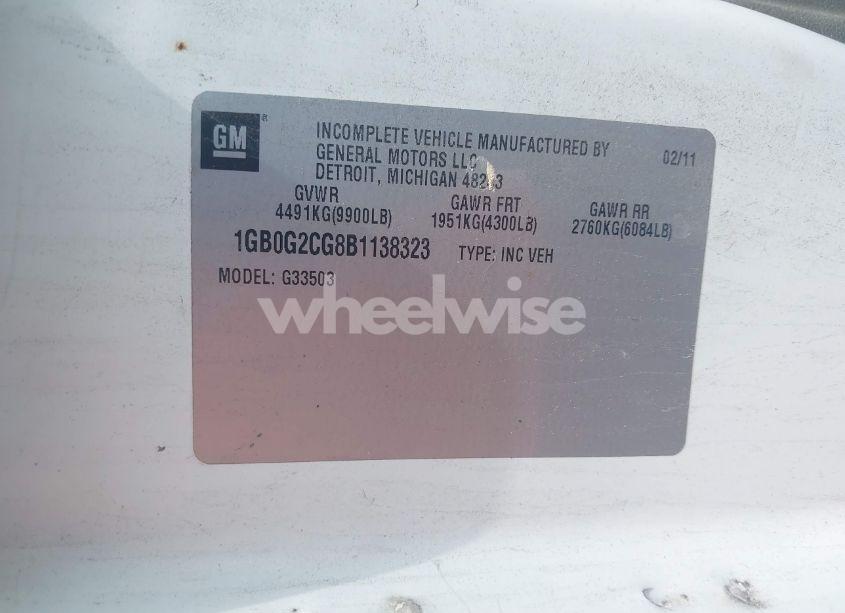 GM
INCOMPLETE VEHICLE MANUFACTURED BY
GENERAL MOTORS LLC
02/11
DETROIT, MICHIGAN
GVWR
4491KG(9900LB)
GAWR FRT
1951KG(4300LB)
GAWR RR
2760KG(6084LB)
1GB0G2CG8B1138323
TYPE: INC VEH
MODEL: G33503
wheelwise